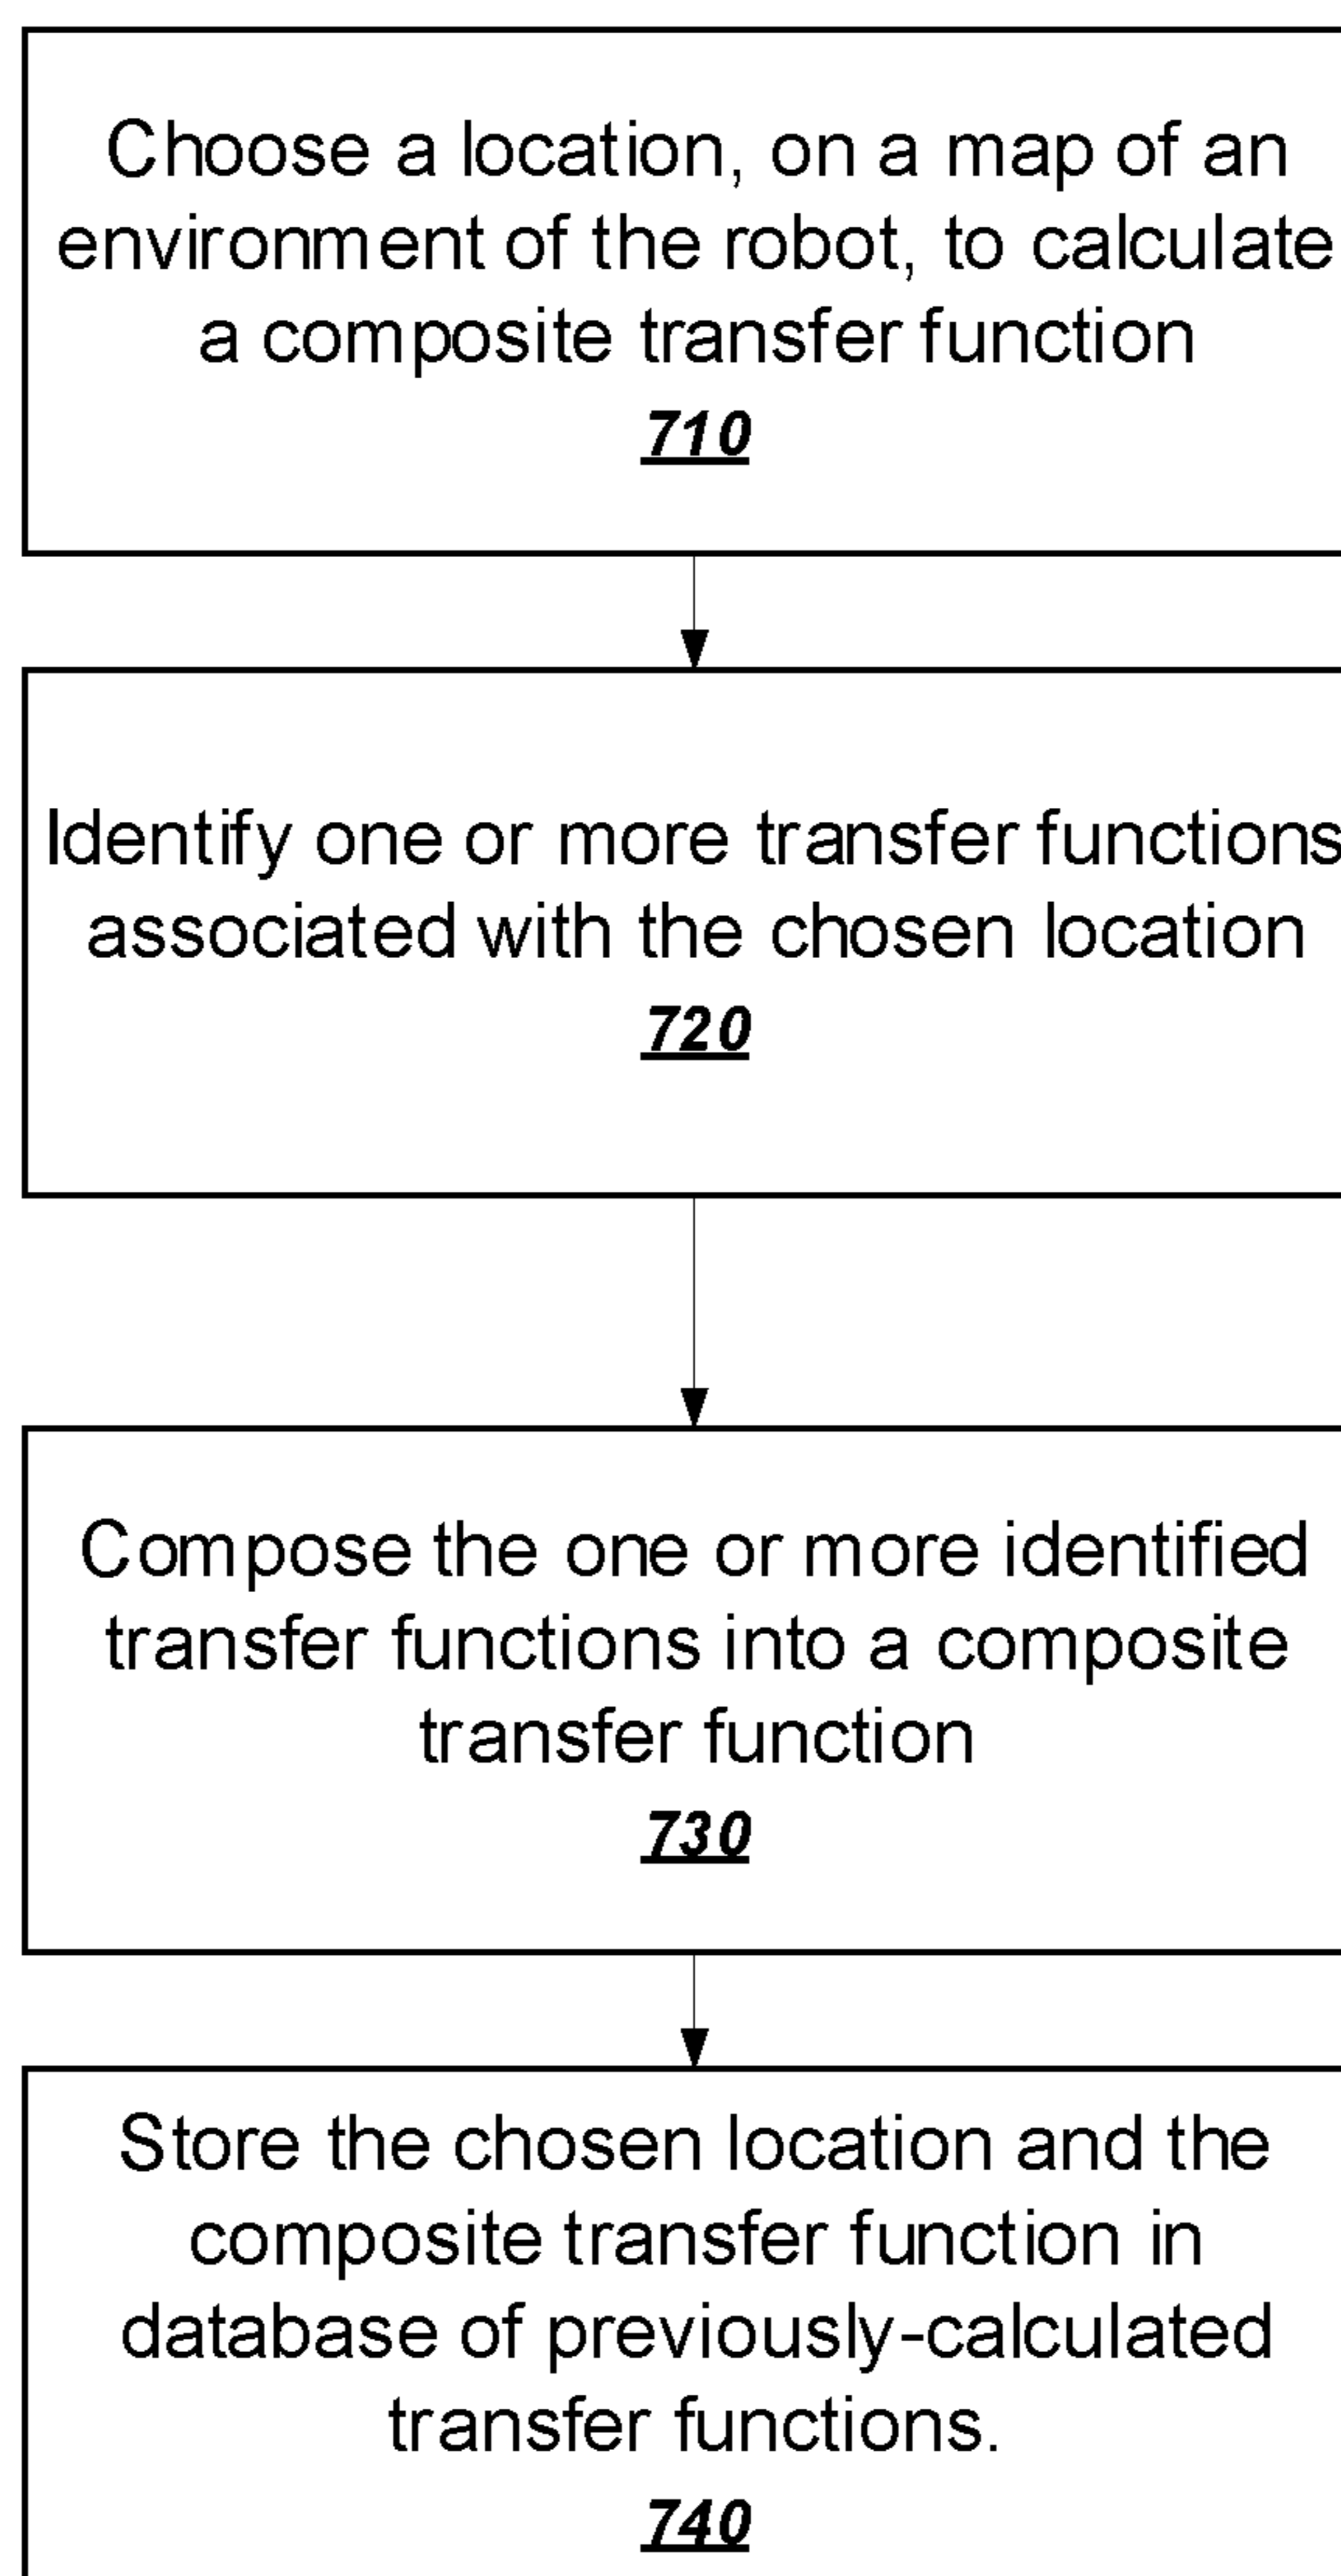 Choose a location, on a map of an
environment of the robot, to calculate
a composite transfer function
710
Identify one or more transfer functions
associated with the chosen location
720
Compose the one or more identified
transfer functions into a composite
transfer function
730
Store the chosen location and the
composite transfer function in
database of previously-calculated
transfer functions.
740